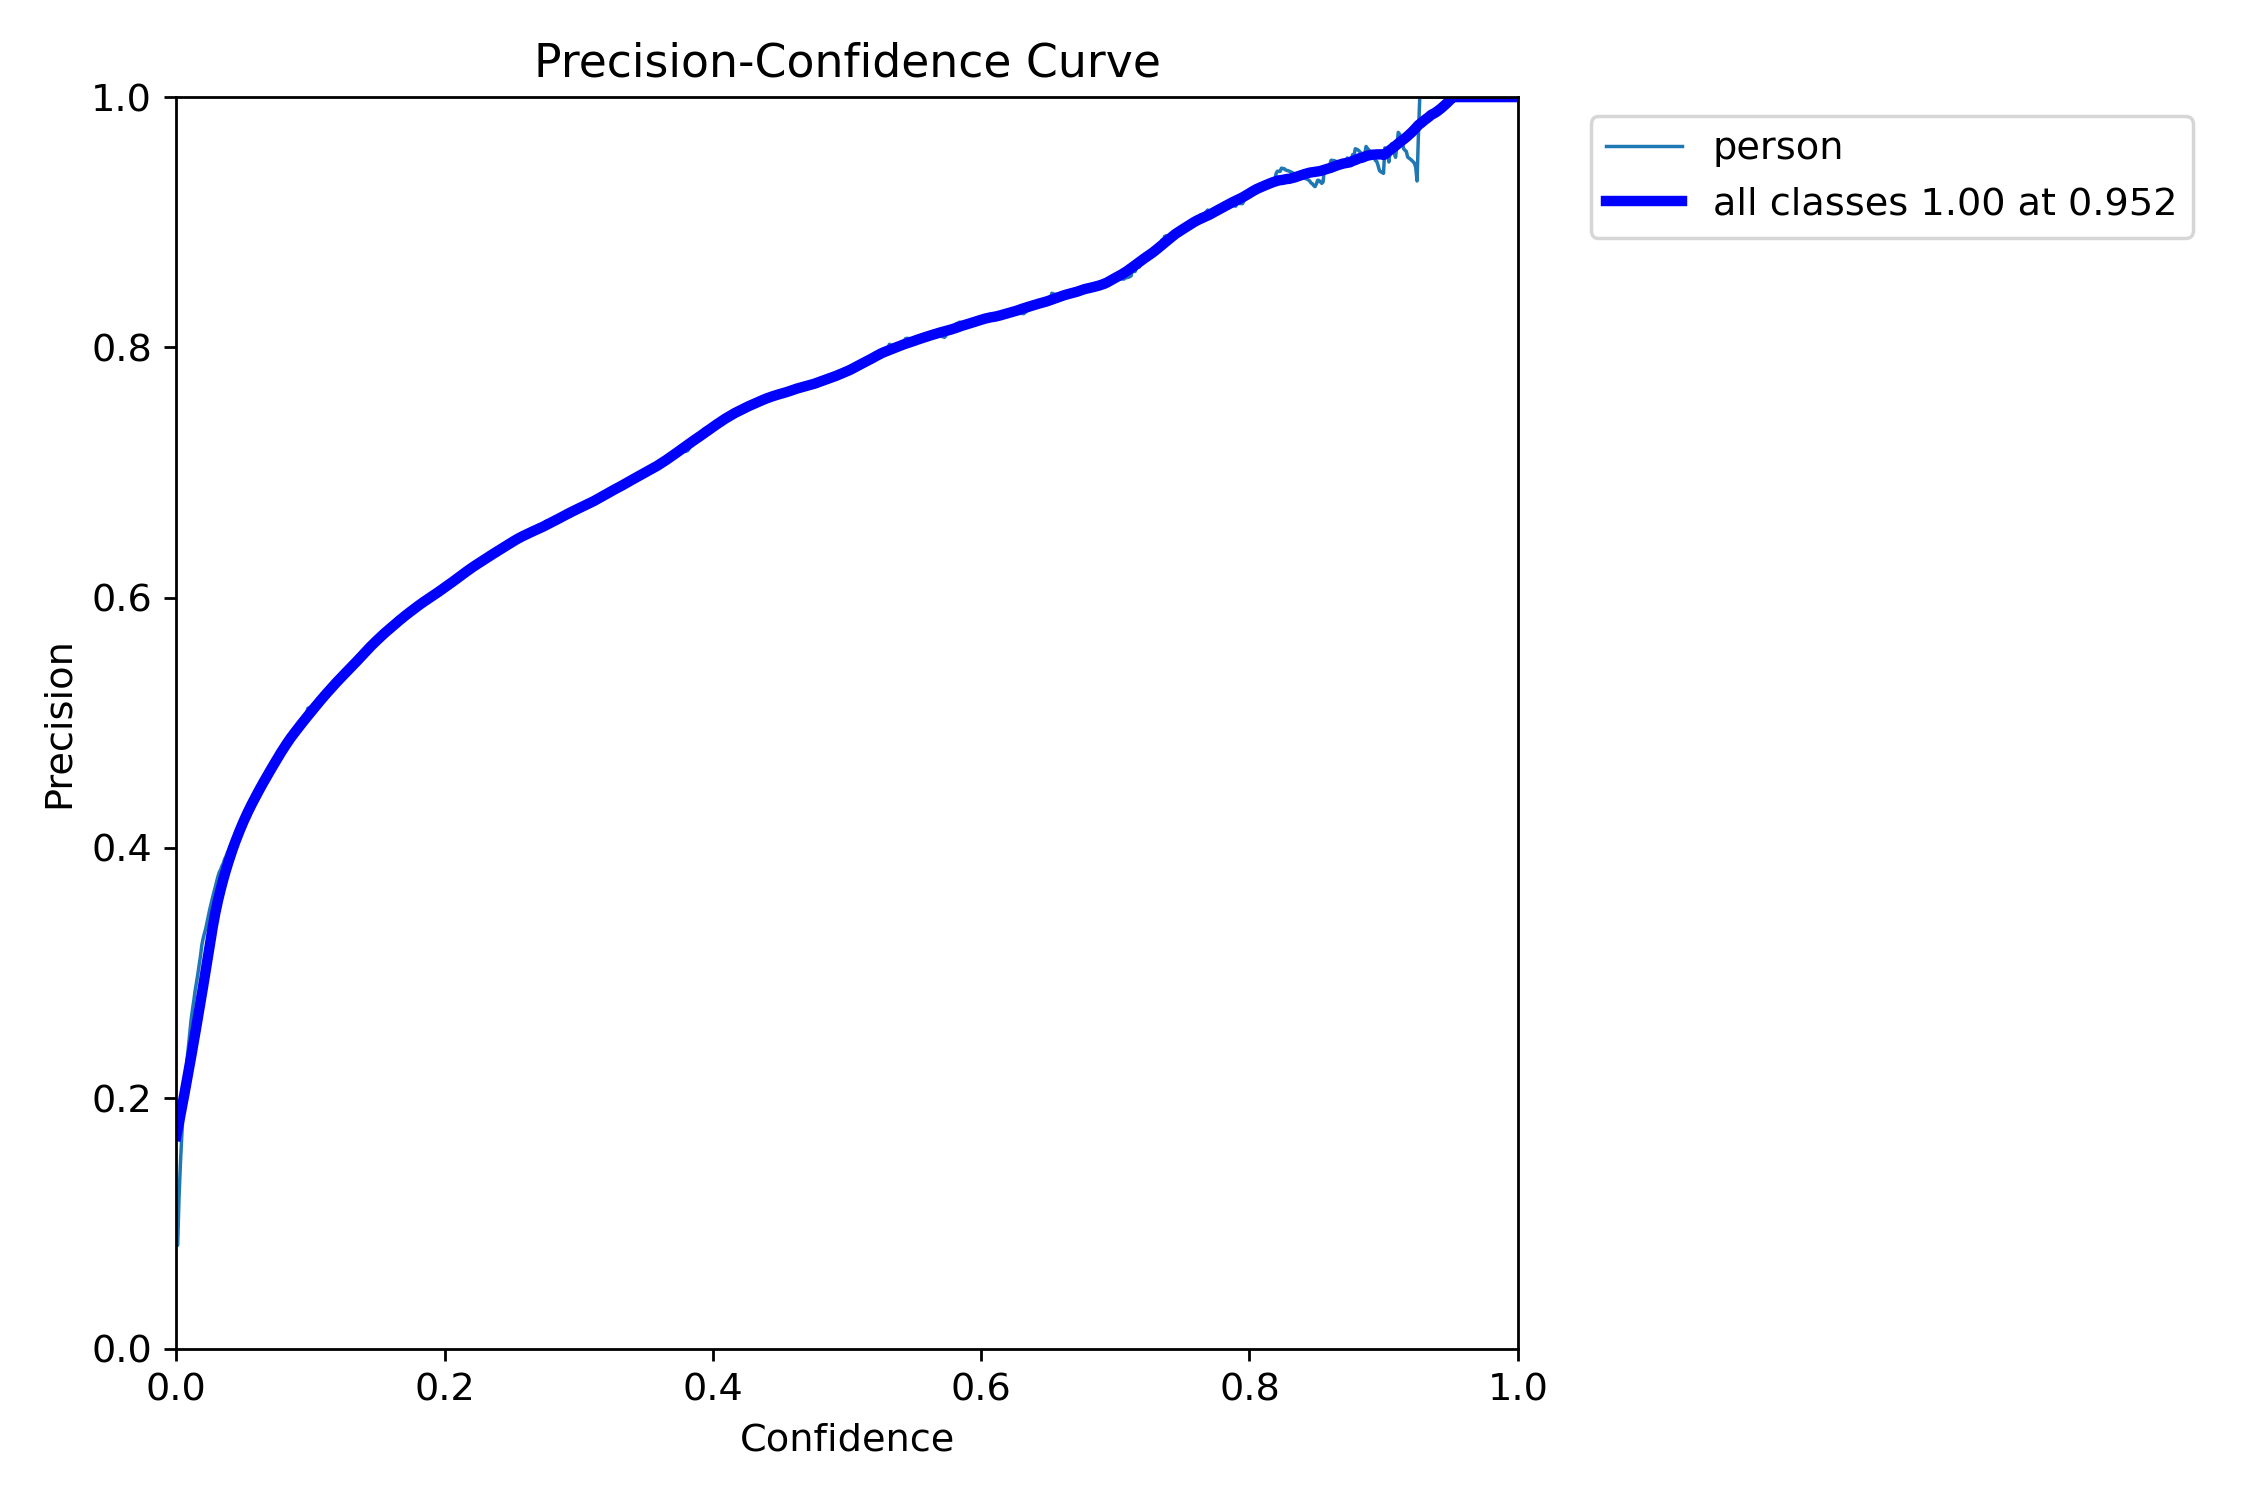 Precision-Confidence Curve
person
all classes 1.00 at 0.952
1.0
0.8
0.6
0.4
0.2
0.0
Precision
0.0 0.2 0.4 0.6 0.8 1.0
Confidence